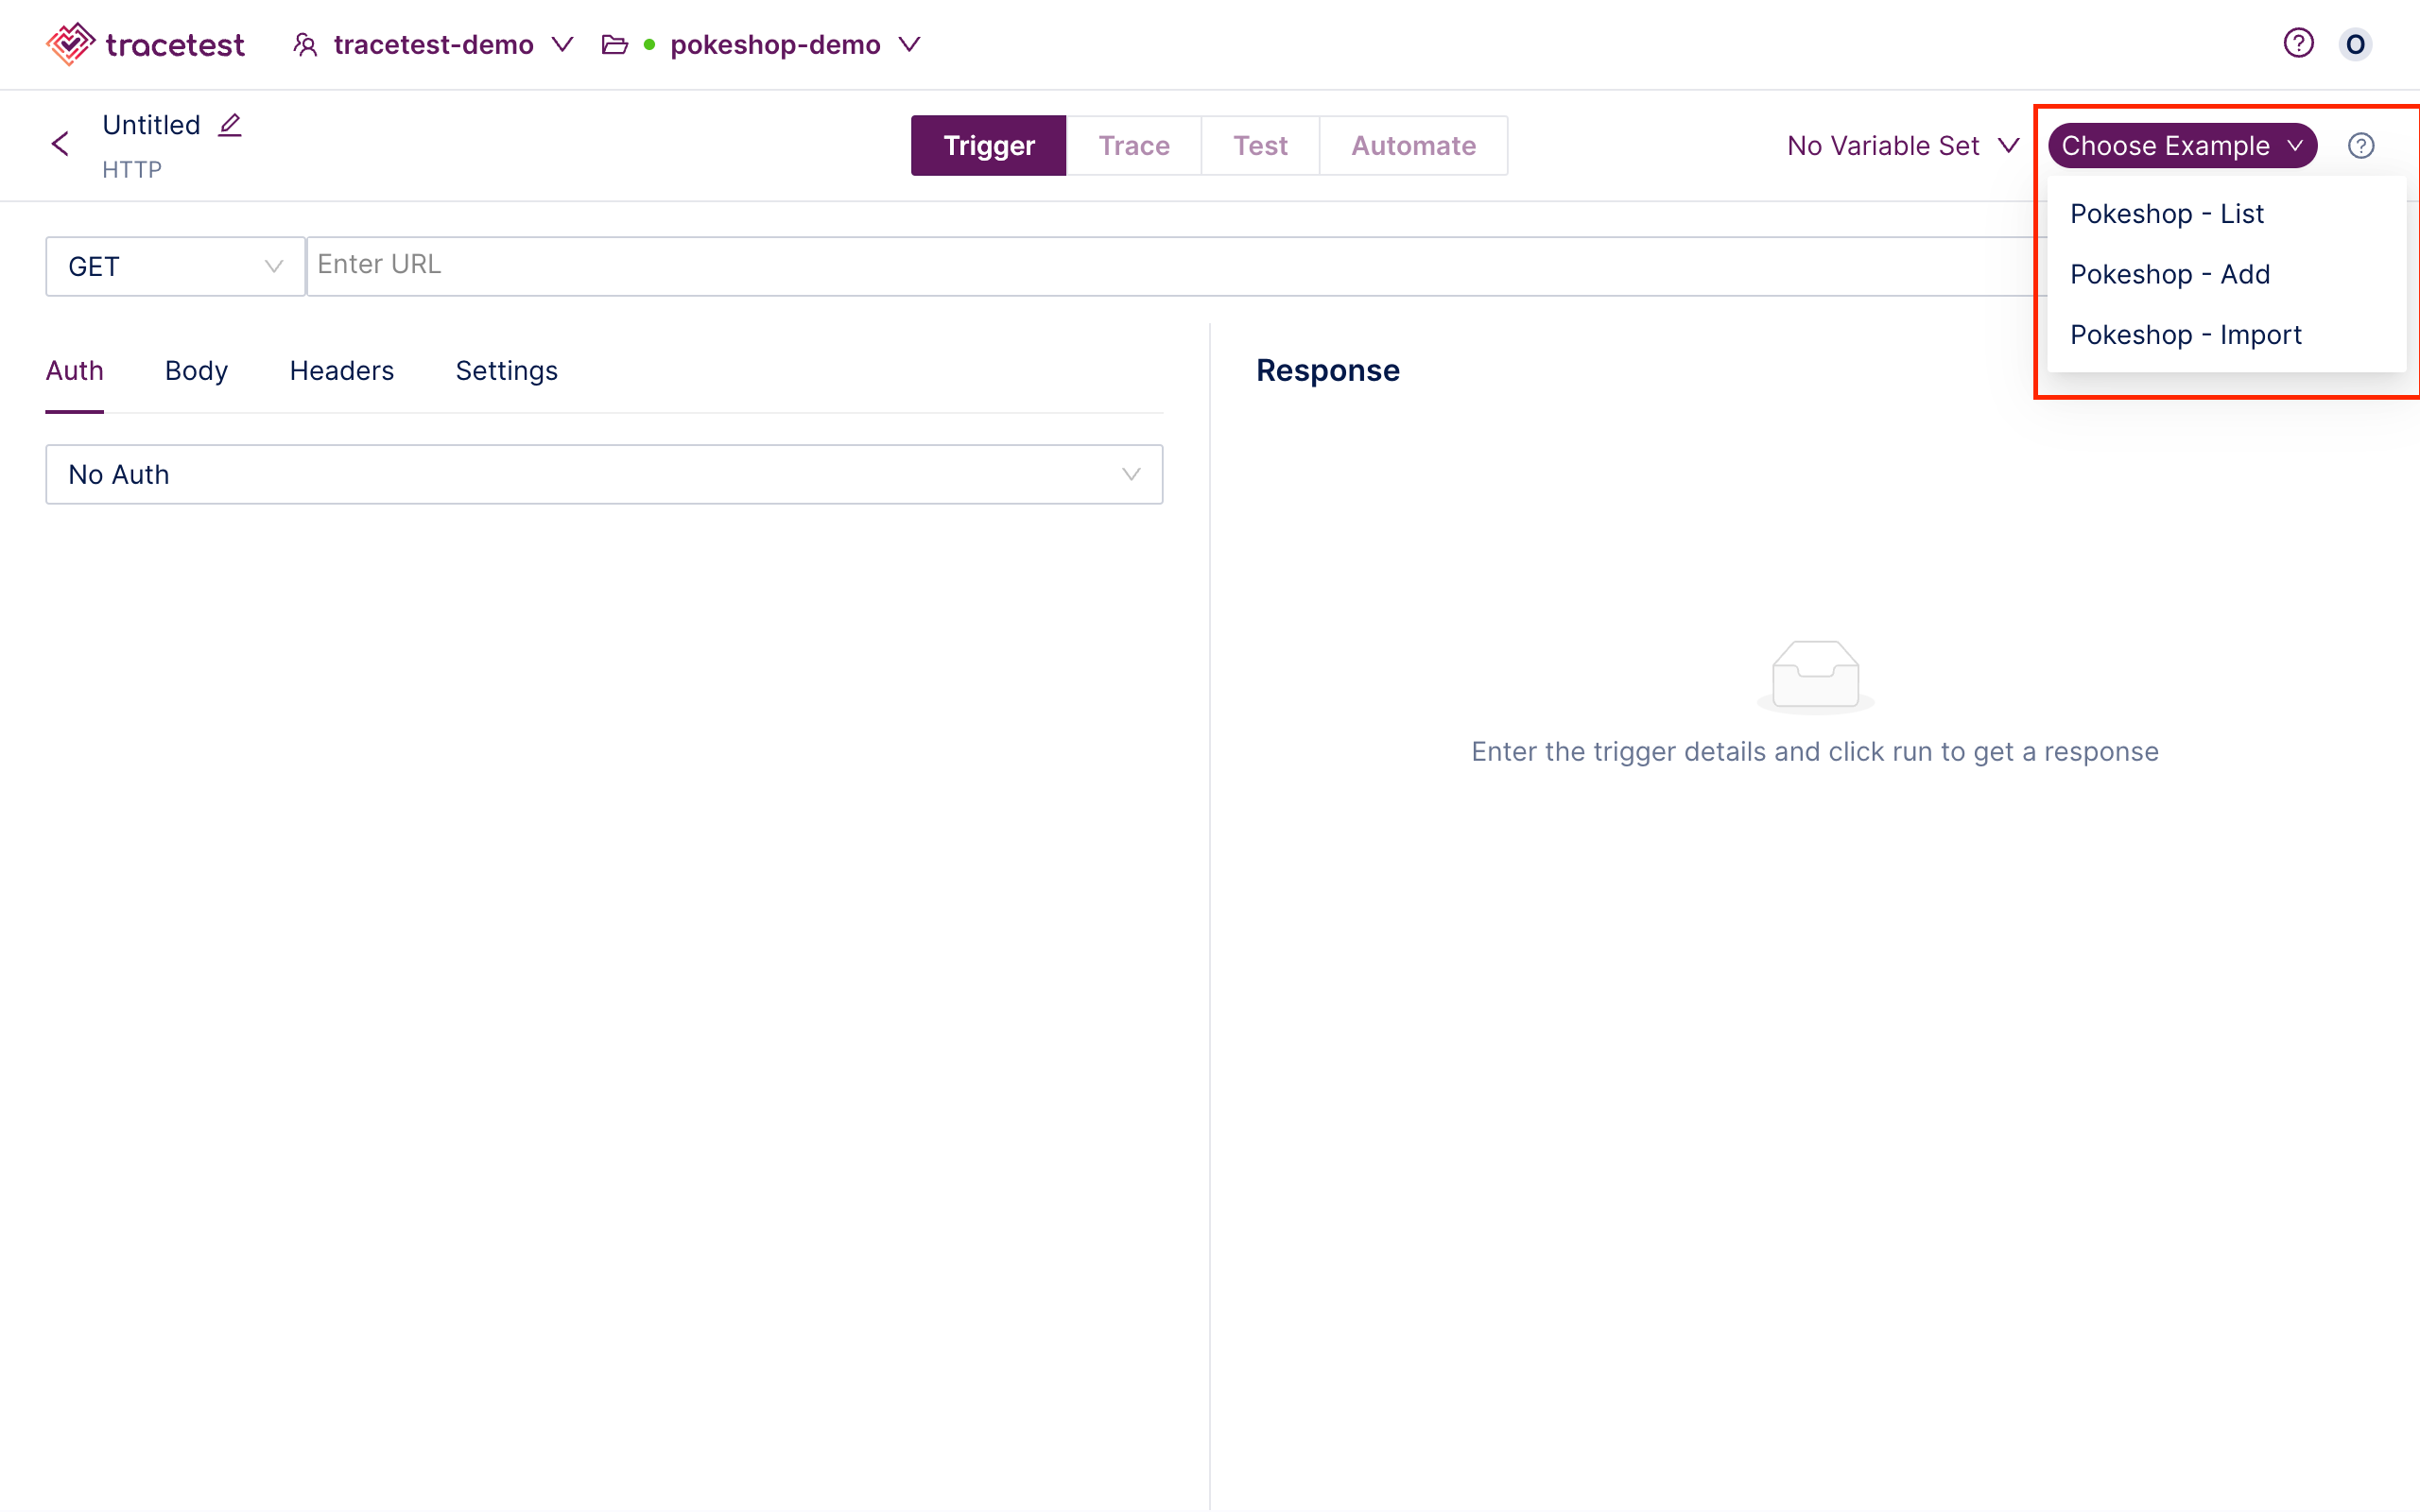 tracetest tracetest-demo pokeshop-demo O
Untitled
HTTP
Trigger Trace Test Automate
No Variable Set Choose Example
Pokeshop - List
Pokeshop - Add
Pokeshop - Import
GET Enter URL
Auth Body Headers Settings
No Auth
Response
Enter the trigger details and click run to get a response